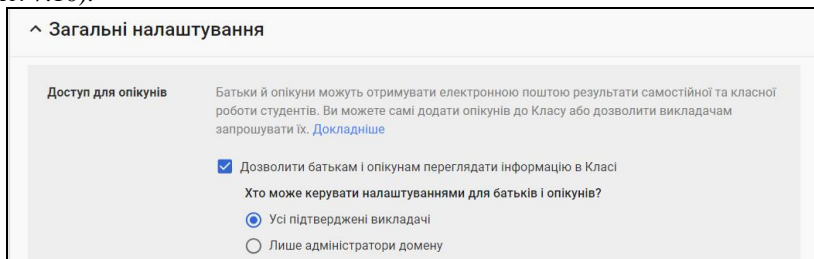 Загальні налаштування
Доступ для опікунів
Батьки й опікуни можуть отримувати електронною поштою результати самостійної та класної
роботи студентів. Ви можете самі додати опікунів до Класу або дозволити викладачам
запрошувати їх. Докладніше
Дозволити батькам і опікунам переглядати інформацію в Класі
Хто може керувати налаштуваннями для батьків і опікунів?
Усі підтверджені викладачі
Лише адміністратори домену